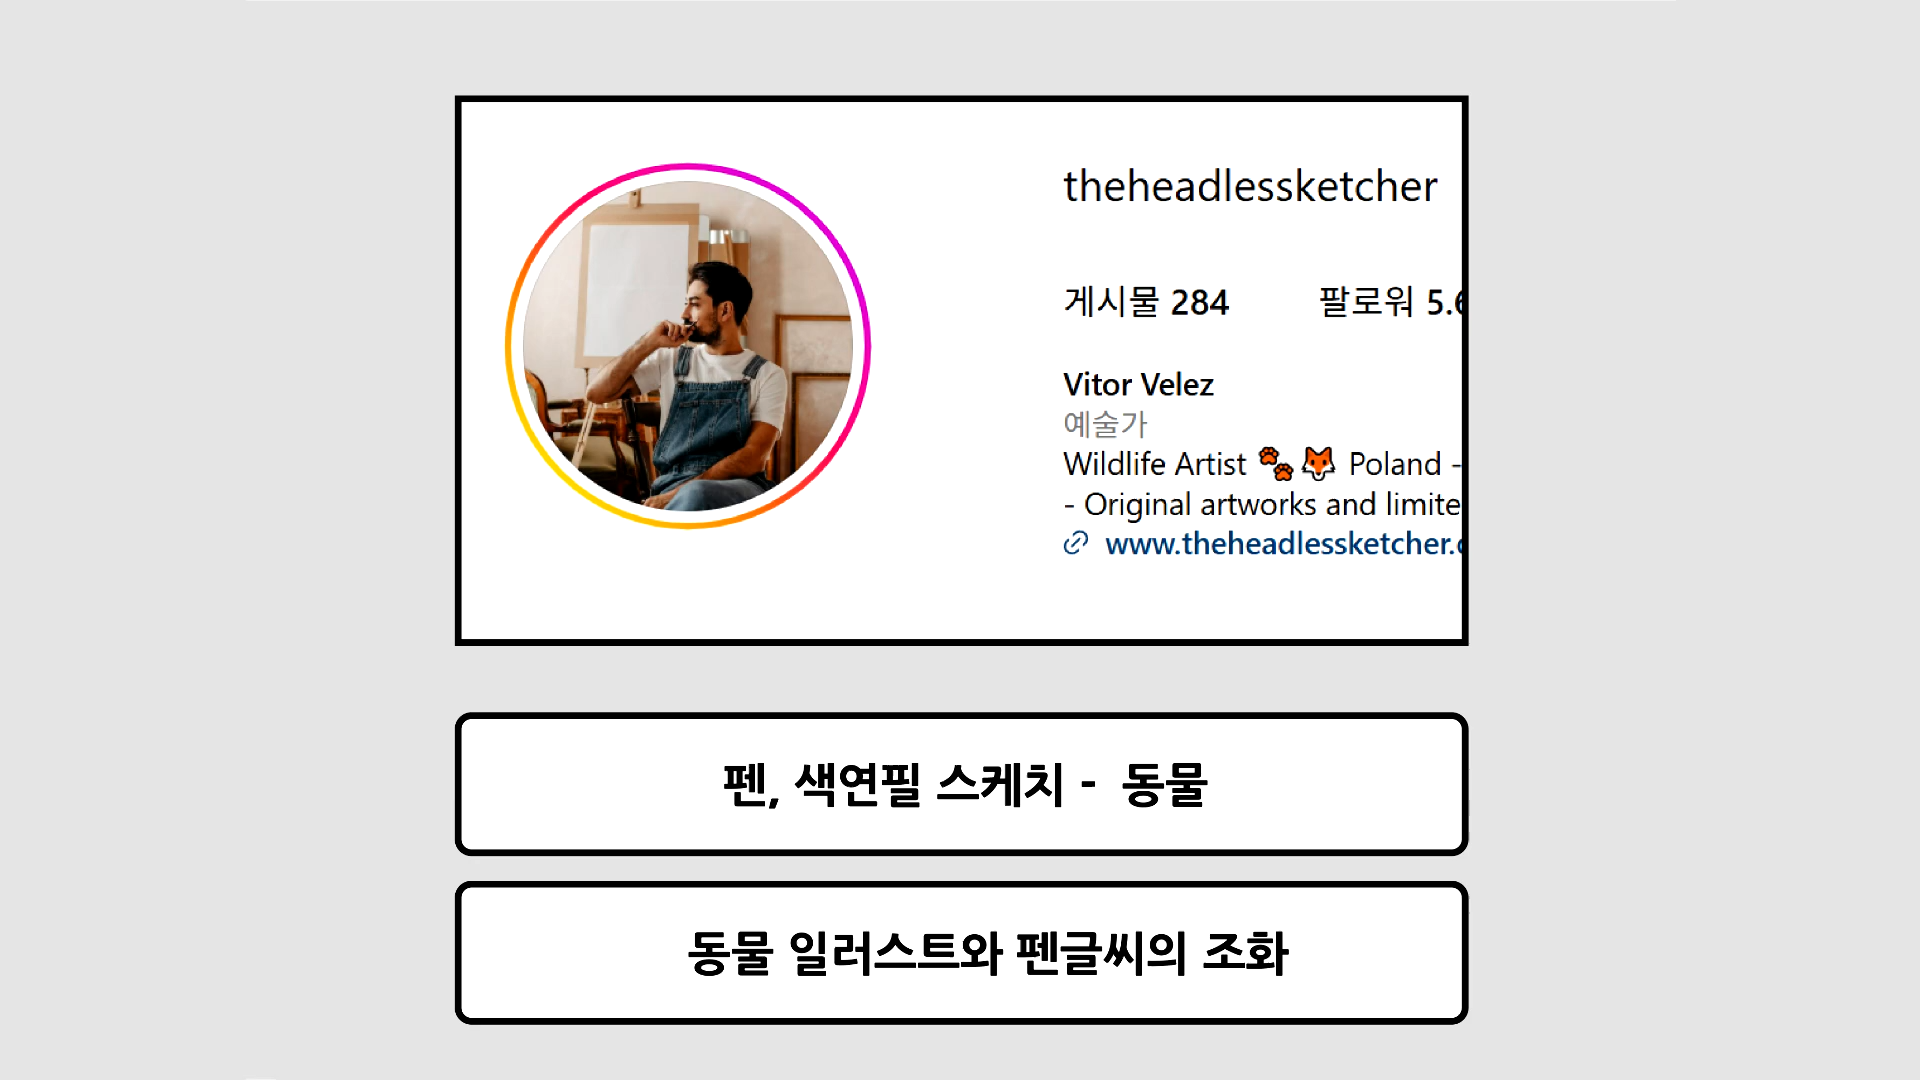 theheadlessketcher
게시물 284 팔로워 5.6
Vitor Velez
예술가
Wildlife Artist 🐾🦊 Poland -
- Original artworks and limite
www.theheadlessketcher.c
펜, 색연필 스케치 - 동물
동물 일러스트와 펜글씨의 조화